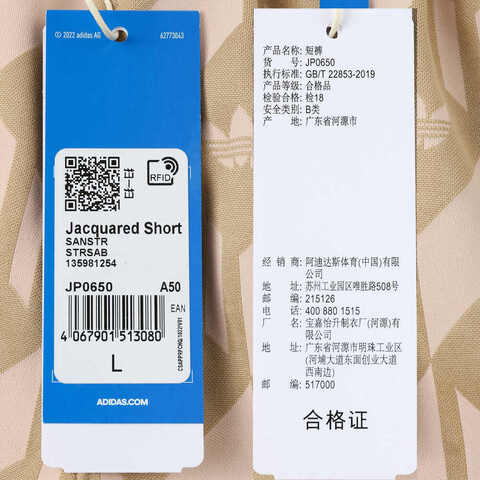 © 2022 adidas AG 62773043
RFID
Jacquared Short
SANSTR
STRSAB
135981254
JP0650 A50
EAN
4 067901 513080
L
ADIDAS.COM
产品名称: 短裤
货 号: JP0650
执行标准: GB/T 22853-2019
产品等级: 合格品
检验合格: 检18
安全类别: B类
产 地: 广东省河源市
经 销 商: 阿迪达斯体育(中国)有限
公司
地 址: 苏州工业园区唯胜路508号
邮 编: 215126
电 话: 400 880 1515
厂 名: 宝嘉怡升制衣厂(河源)有
限公司
地 址: 广东省河源市明珠工业区
(河埔大道东面创业大道
西南边)
邮 编: 517000
合格证